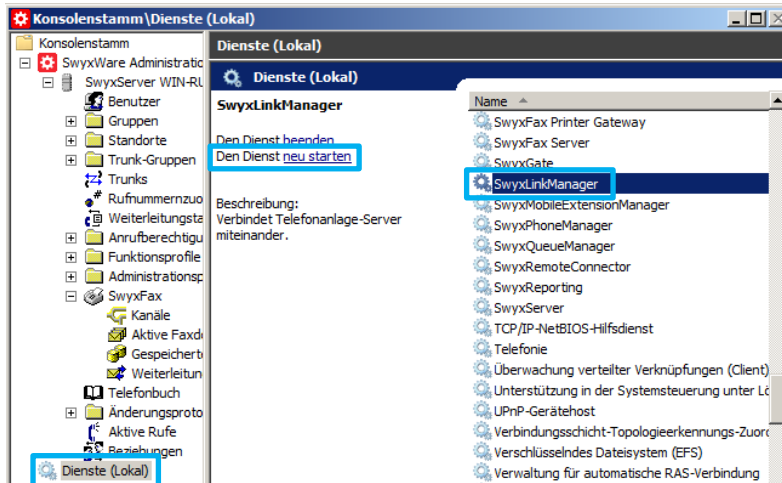 Konsolenstamm\Dienste (Lokal)
Konsolenstamm
SwyxWare Administratio
SwyxServer WIN-RU
Benutzer
Gruppen
Standorte
Trunk-Gruppen
Trunks
Rufnummernzuo
Weiterleitungsta
Anrufberechtigu
Funktionsprofile
Administrationsp
SwyxFax
Kanäle
Aktive Faxdo
Gespeicherte
Weiterleitun
Telefonbuch
Änderungsproto
Aktive Rufe
Beziehungen
Dienste (Lokal)
Dienste (Lokal)
Dienste (Lokal)
SwyxLinkManager
Den Dienst beenden
Den Dienst neu starten
Beschreibung:
Verbindet Telefonanlage-Server
miteinander.
Name
SwyxFax Printer Gateway
SwyxFax Server
SwyxGate
SwyxLinkManager
SwyxMobileExtensionManager
SwyxPhoneManager
SwyxQueueManager
SwyxRemoteConnector
SwyxReporting
SwyxServer
TCP/IP-NetBIOS-Hilfsdienst
Telefonie
Überwachung verteilter Verknüpfungen (Client)
Unterstützung in der Systemsteuerung unter Lö
UPnP-Gerätehost
Verbindungsschicht-Topologieerkennungs-Zuord
Verschlüsselndes Dateisystem (EFS)
Verwaltung für automatische RAS-Verbindung